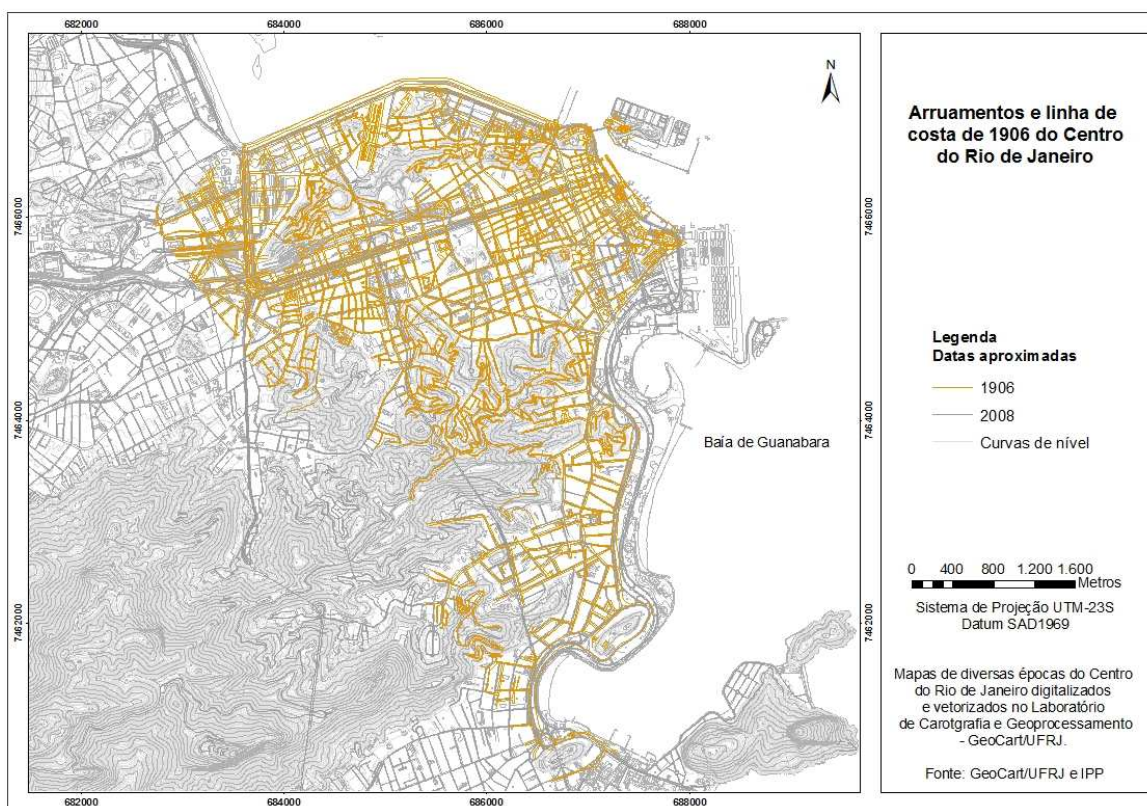 682000
684000
686000
688000
N
7466000
7466000
7464000
7464000
7462000
7462000
Baía de Guanabara
682000
684000
686000
688000
Arruamentos e linha de
costa de 1906 do Centro
do Rio de Janeiro
Legenda
Datas aproximadas
1906
2008
Curvas de nível
0 400 800 1.200 1.600
Metros
Sistema de Projeção UTM-23S
Datum SAD1969
Mapas de diversas épocas do Centro
do Rio de Janeiro digitalizados
e vetorizados no Laboratório
de Carotgrafia e Geoprocessamento
- GeoCart/UFRJ.
Fonte: GeoCart/UFRJ e IPP